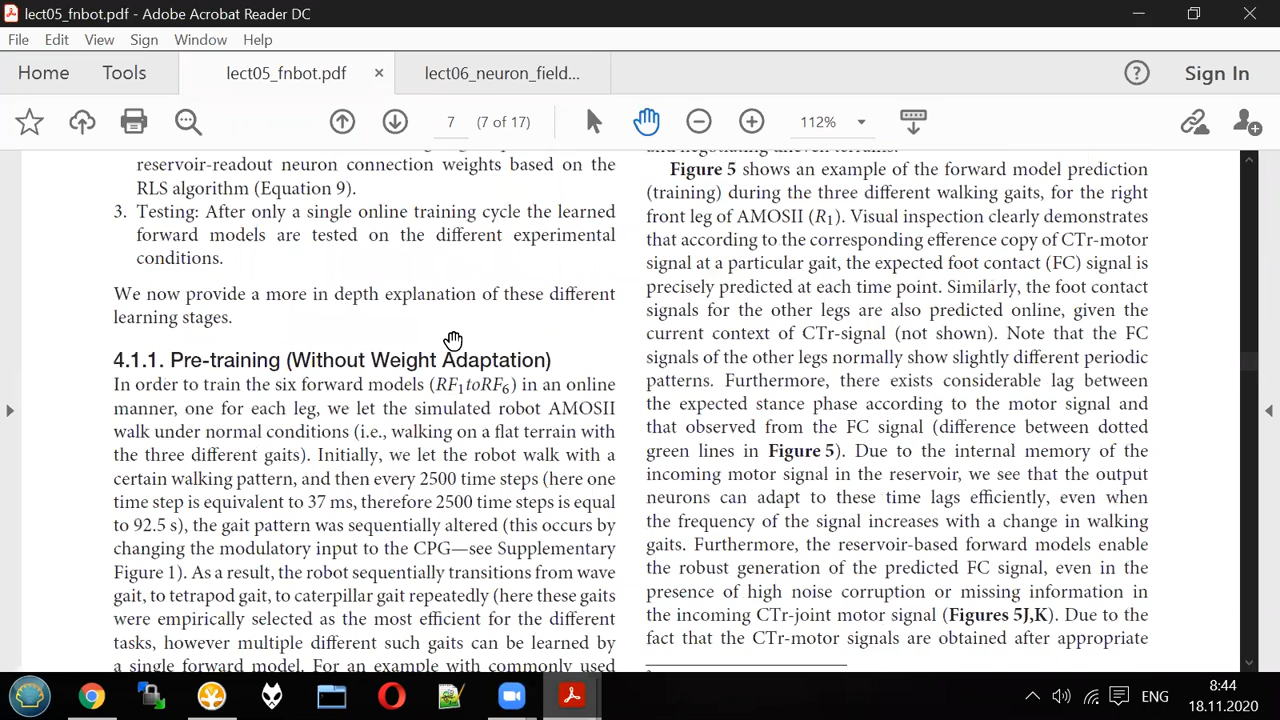 lect05_fnbot.pdf - Adobe Acrobat Reader DC
File Edit View Sign Window Help
Home Tools lect05_fnbot.pdf × lect06_neuron_field... ? Sign In
7 (7 of 17) 112%
reservoir-readout neuron connection weights based on the
RLS algorithm (Equation 9).
3. Testing: After only a single online training cycle the learned
forward models are tested on the different experimental
conditions.
We now provide a more in depth explanation of these different
learning stages.
4.1.1. Pre-training (Without Weight Adaptation)
In order to train the six forward models (RF1toRF6) in an online
manner, one for each leg, we let the simulated robot AMOSII
walk under normal conditions (i.e., walking on a flat terrain with
the three different gaits). Initially, we let the robot walk with a
certain walking pattern, and then every 2500 time steps (here one
time step is equivalent to 37 ms, therefore 2500 time steps is equal
to 92.5 s), the gait pattern was sequentially altered (this occurs by
changing the modulatory input to the CPG—see Supplementary
Figure 1). As a result, the robot sequentially transitions from wave
gait, to tetrapod gait, to caterpillar gait repeatedly (here these gaits
were empirically selected as the most efficient for the different
tasks, however multiple different such gaits can be learned by
a single forward model. For an example with commonly used
and negotiating uneven terrains.
Figure 5 shows an example of the forward model prediction
(training) during the three different walking gaits, for the right
front leg of AMOSII (R1). Visual inspection clearly demonstrates
that according to the corresponding efference copy of CTr-motor
signal at a particular gait, the expected foot contact (FC) signal is
precisely predicted at each time point. Similarly, the foot contact
signals for the other legs are also predicted online, given the
current context of CTr-signal (not shown). Note that the FC
signals of the other legs normally show slightly different periodic
patterns. Furthermore, there exists considerable lag between
the expected stance phase according to the motor signal and
that observed from the FC signal (difference between dotted
green lines in Figure 5). Due to the internal memory of the
incoming motor signal in the reservoir, we see that the output
neurons can adapt to these time lags efficiently, even when
the frequency of the signal increases with a change in walking
gaits. Furthermore, the reservoir-based forward models enable
the robust generation of the predicted FC signal, even in the
presence of high noise corruption or missing information in
the incoming CTr-joint motor signal (Figures 5J,K). Due to the
fact that the CTr-motor signals are obtained after appropriate
ENG
8:44
18.11.2020